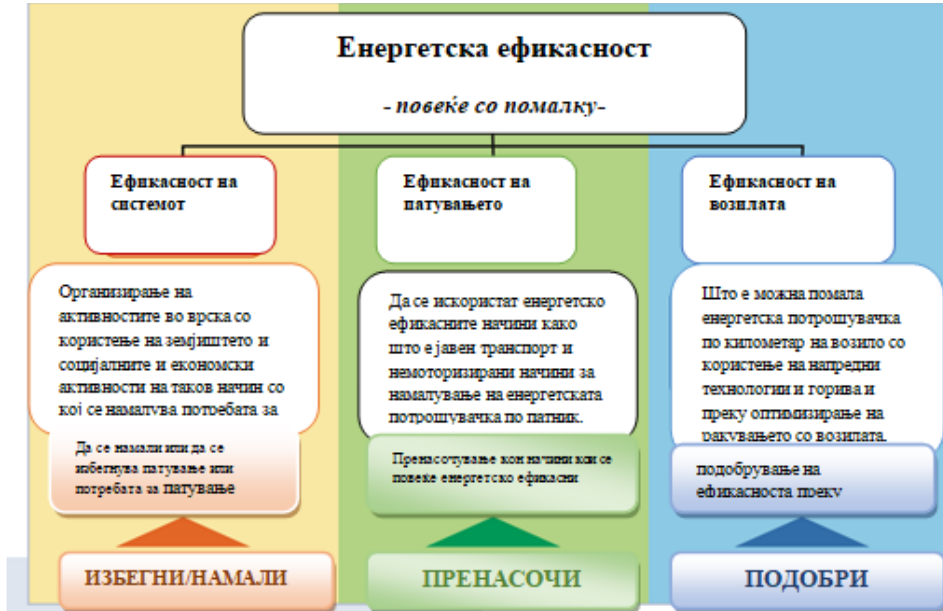 Енергетска ефикасност
- повеќе со помалку-
Ефикасност на
системот
Ефикасност на
патувањето
Ефикасност на
возилата
Организирање на
активностите во врска со
користење на земјиштето и
социјалните и економски
активности на таков начин со
кој се намалува потребата за
Да се искористат енергетско
ефикасните начини како
што е јавен транспорт и
немоторизирани начини за
намалување на енергетската
потрошувачка по патник.
Што е можна помала
енергетска потрошувачка
по километар на возило со
користење на напредни
технологии и горива и
преку оптимизирање на
ракувањето со возилата.
Да се намали или да се
избегнува патување или
потребата за патување
Пренасочување кон начини кои се
повеќе енергетско ефикасни
подобрување на
ефикасноста преку
ИЗБЕГНИ/НАМАЛИ
ПРЕНАСОЧИ
ПОДОБРИ